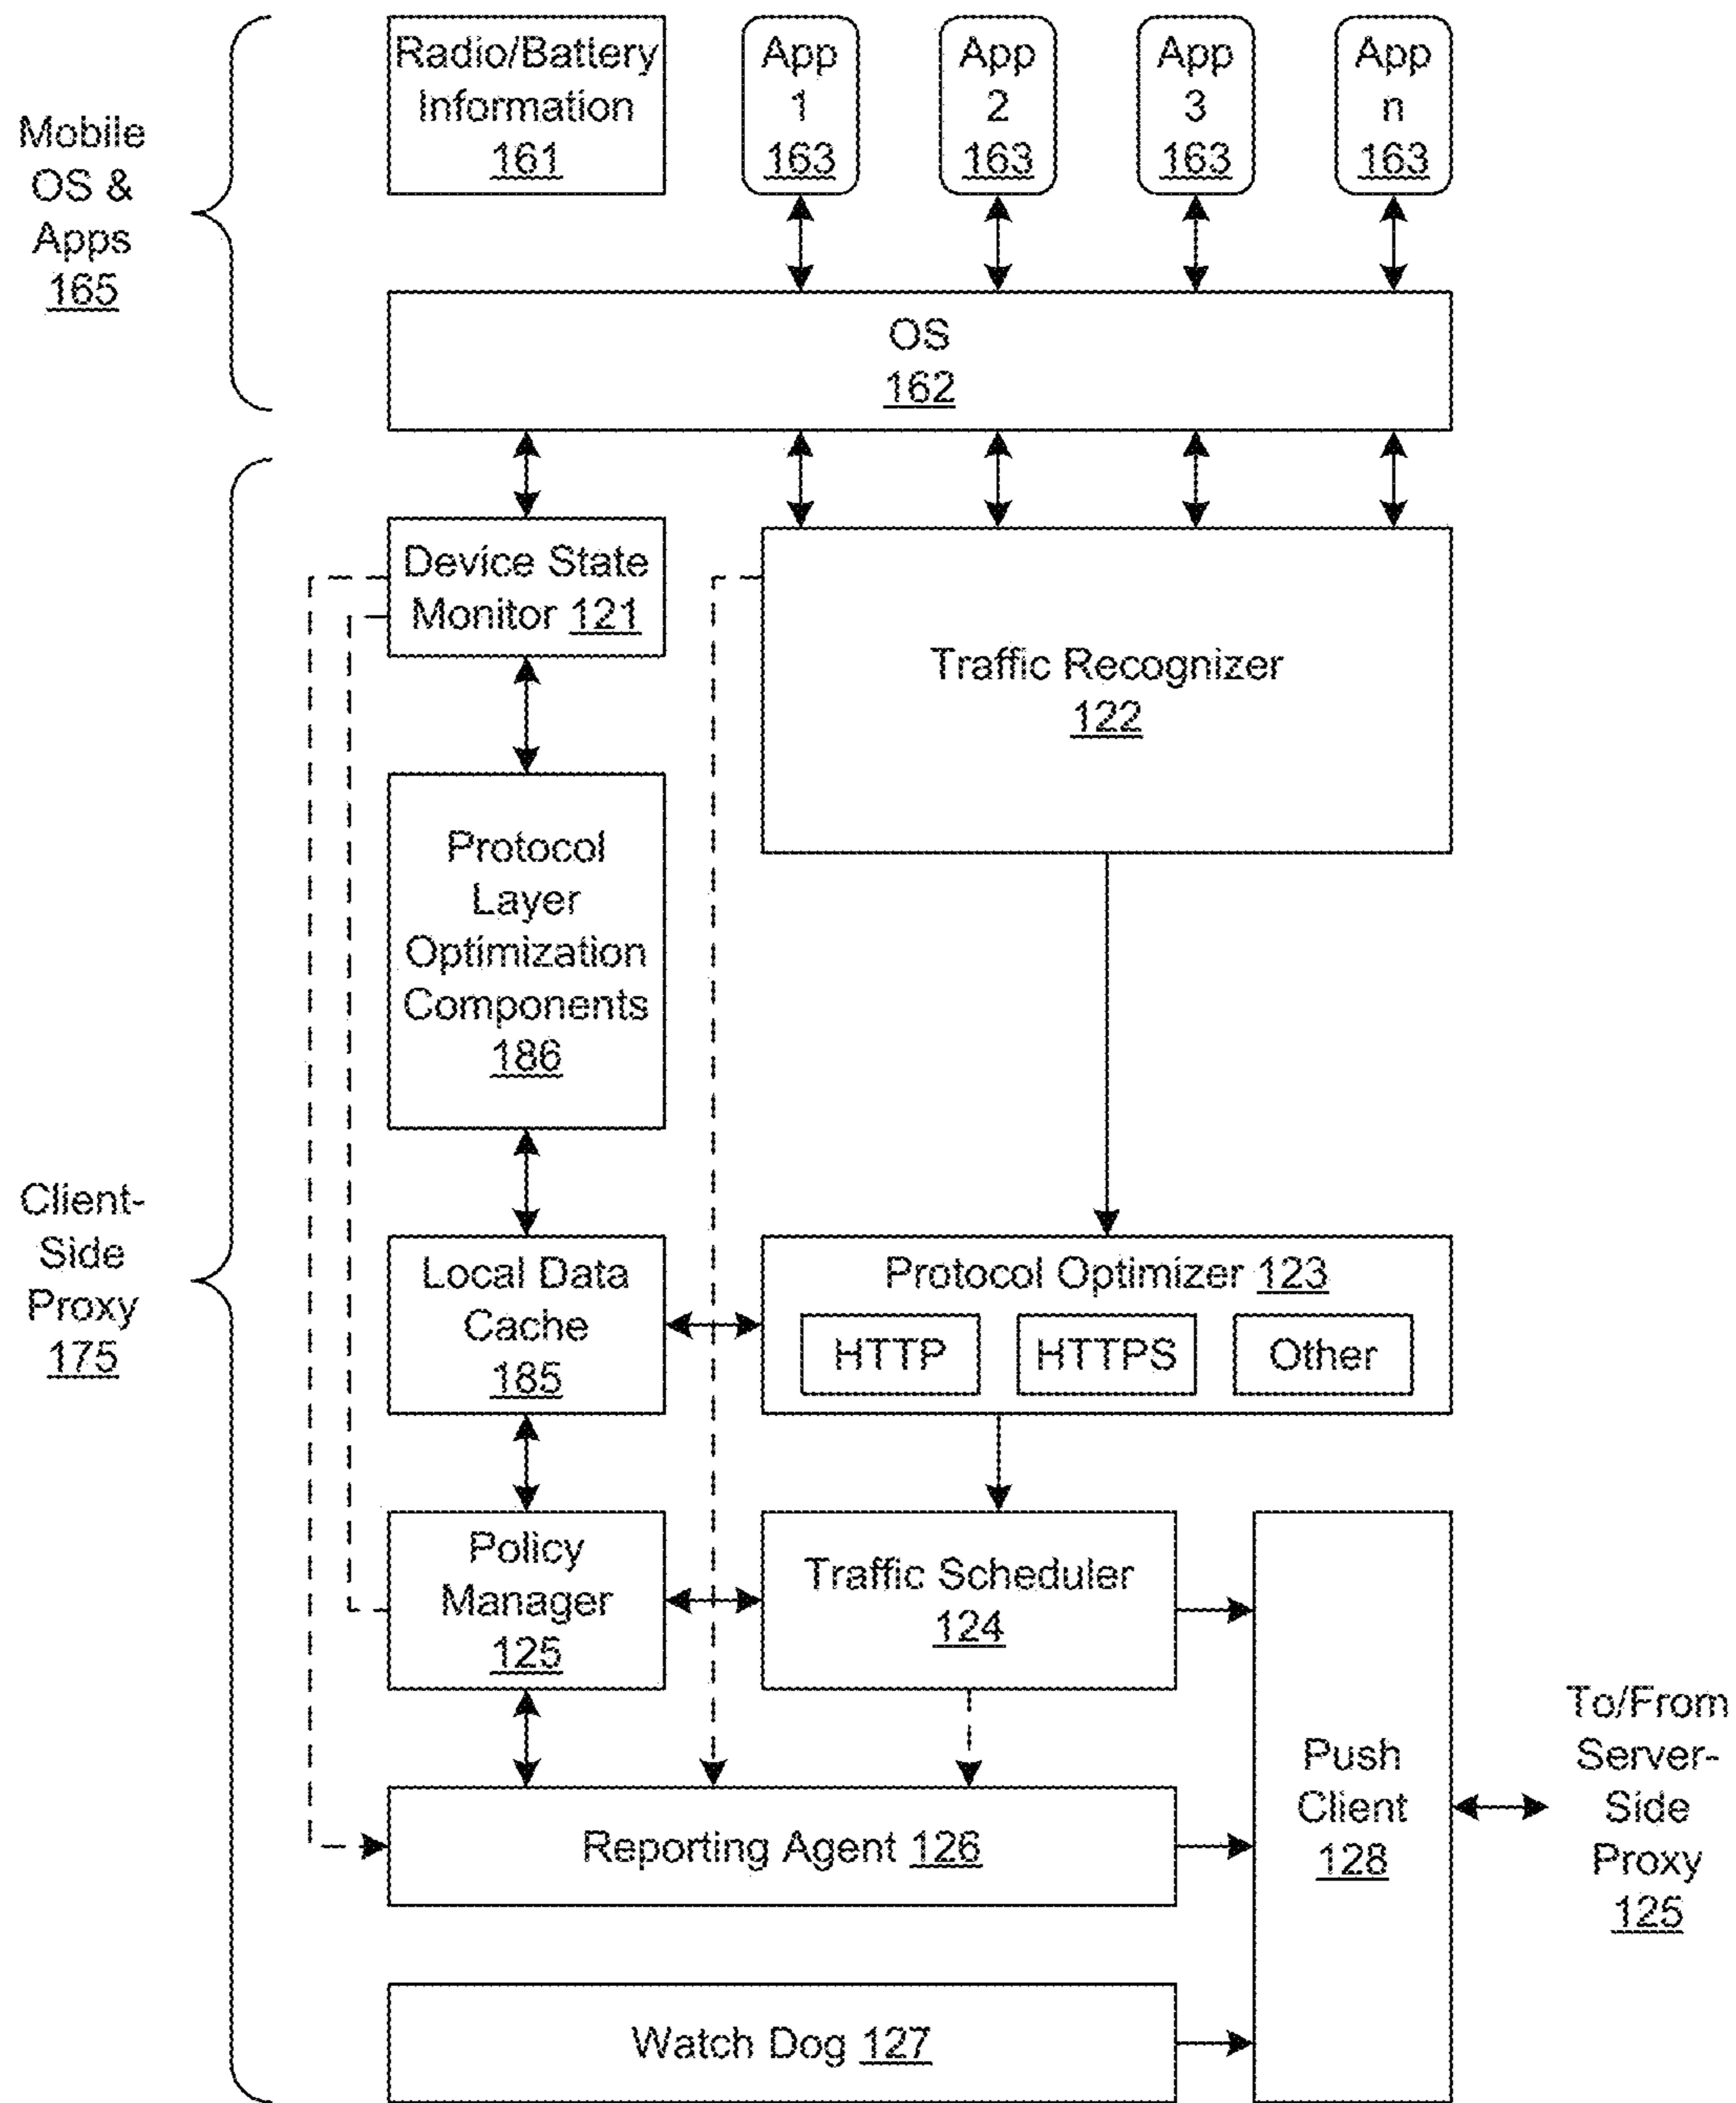 Mobile
OS &
Apps
165
Radio/Battery
Information
161
App
1
163
App
2
163
App
3
163
App
n
163
OS
162
Client-
Side
Proxy
175
Device State
Monitor 121
Traffic Recognizer
122
Protocol
Layer
Optimization
Components
186
Local Data
Cache
185
Protocol Optimizer 123
HTTP
HTTPS
Other
Policy
Manager
125
Traffic Scheduler
124
Reporting Agent 126
Watch Dog 127
Push
Client
128
To/From
Server-
Side
Proxy
125